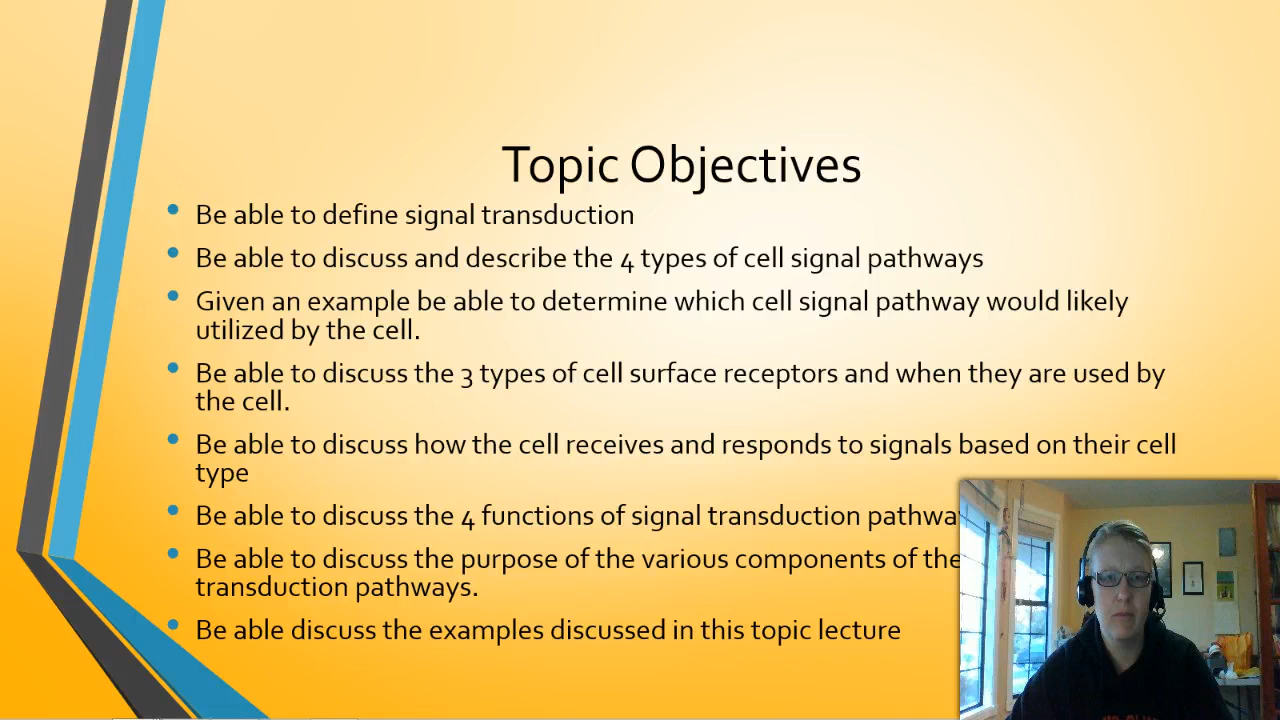 Topic Objectives
Be able to define signal transduction
Be able to discuss and describe the 4 types of cell signal pathways
Given an example be able to determine which cell signal pathway would likely
utilized by the cell.
Be able to discuss the 3 types of cell surface receptors and when they are used by
the cell.
Be able to discuss how the cell receives and responds to signals based on their cell
type
Be able to discuss the 4 functions of signal transduction
Be able to discuss the purpose of the various components of the
transduction pathways.
Be able discuss the examples discussed in this topic lecture